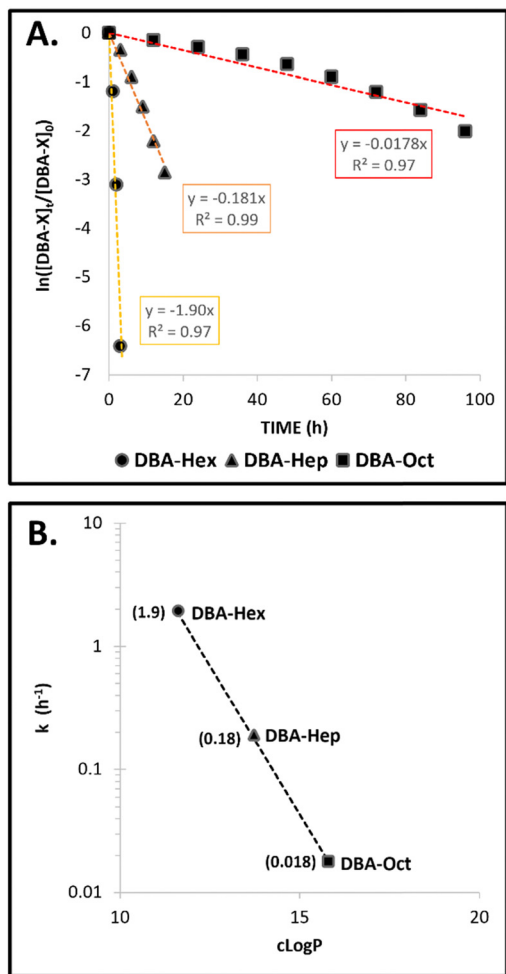 A.
0
-1
-2
-3
-4
-5
-6
-7
ln([DBA-X]ₜ/[DBA-X]₀)
y = -0.0178x
R² = 0.97
y = -0.181x
R² = 0.99
y = -1.90x
R² = 0.97
0 20 40 60 80 100
TIME (h)
DBA-Hex DBA-Hep DBA-Oct
B.
10
1
0.1
0.01
k (h⁻¹)
(1.9) DBA-Hex
(0.18) DBA-Hep
(0.018) DBA-Oct
10 15 20
cLogP